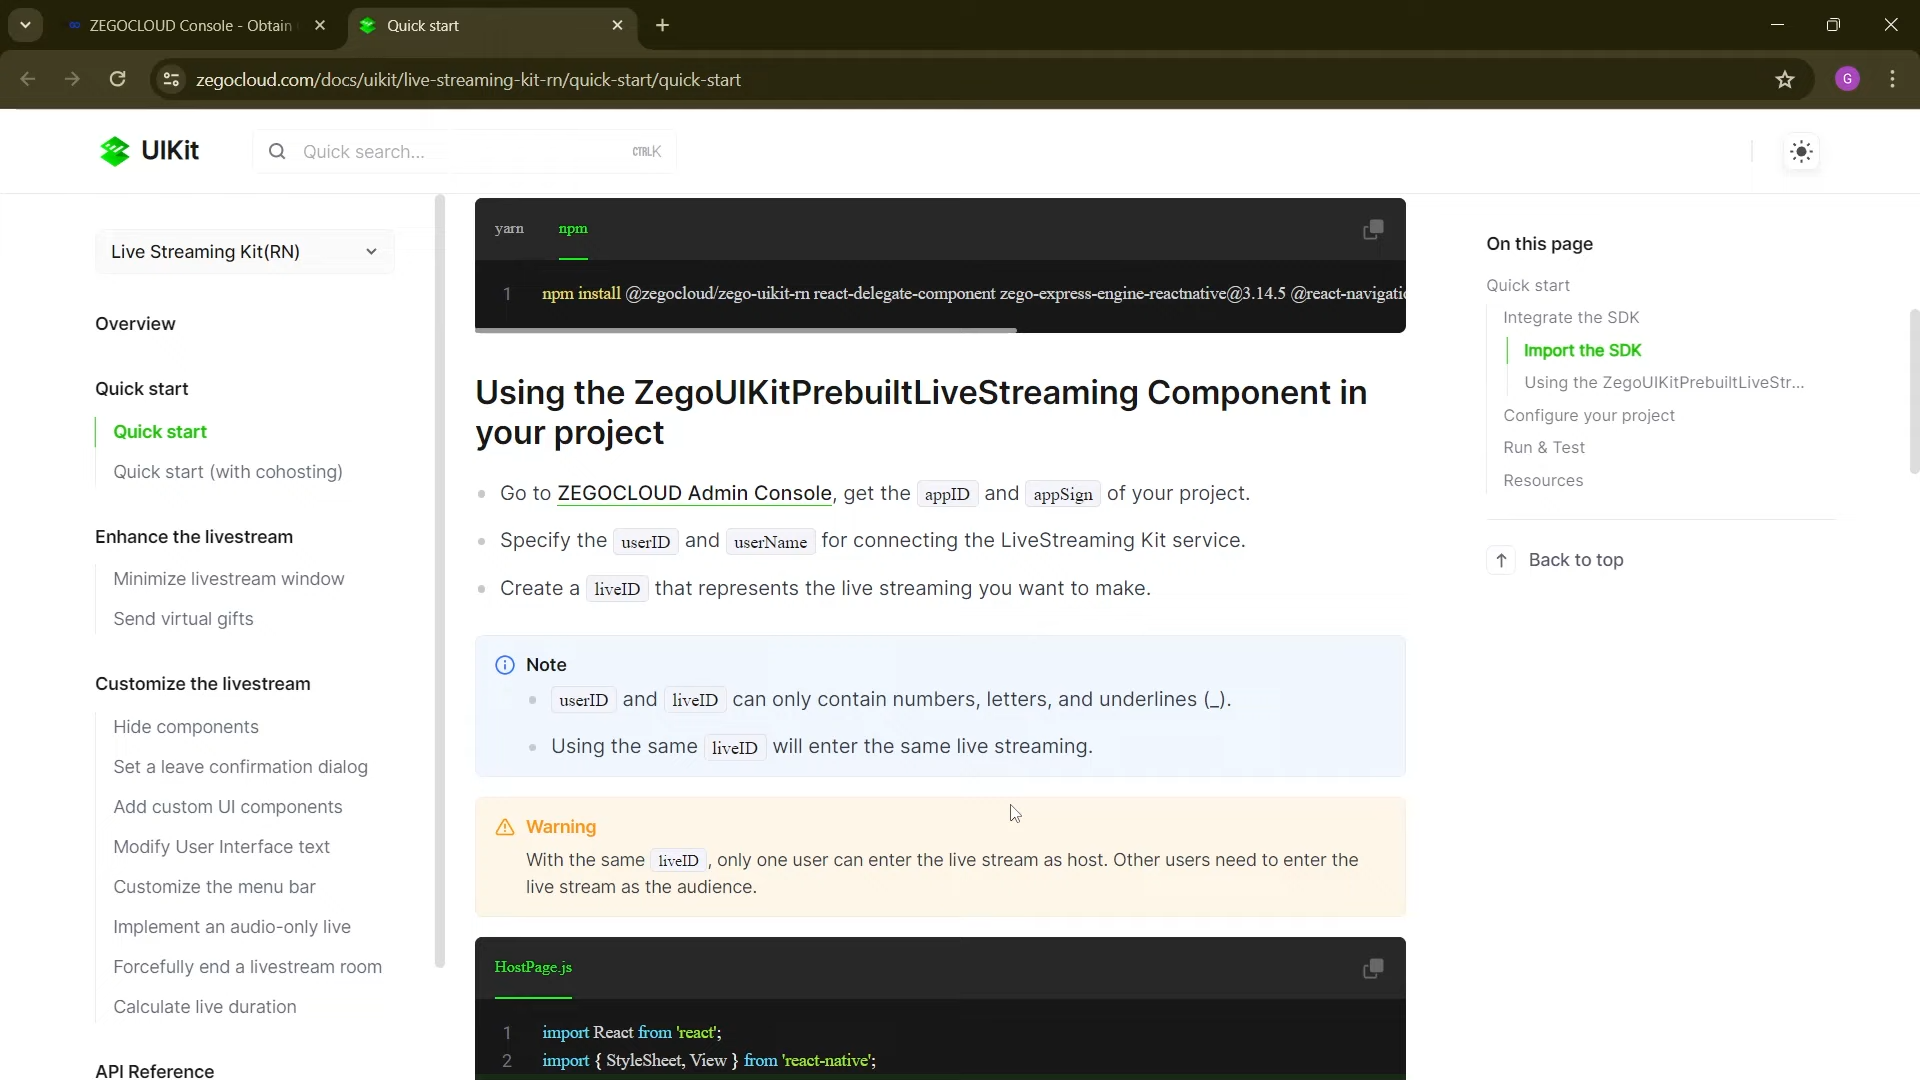 ZEGOCLOUD Console - Obtain
Quick start
zegocloud.com/docs/uikit/live-streaming-kit-rn/quick-start/quick-start
G
UIKit
Quick search...
CTRL K
Live Streaming Kit(RN)
Overview
Quick start
Quick start
Quick start (with cohosting)
Enhance the livestream
Minimize livestream window
Send virtual gifts
Customize the livestream
Hide components
Set a leave confirmation dialog
Add custom UI components
Modify User Interface text
Customize the menu bar
Implement an audio-only live
Forcefully end a livestream room
Calculate live duration
API Reference
yarn npm
1 npm install @zegocloud/zego-uikit-rn react-delegate-component zego-express-engine-reactnative@3.14.5 @react-navigatio
Using the ZegoUIKitPrebuiltLiveStreaming Component in
your project
Go to ZEGOCLOUD Admin Console, get the appID and appSign of your project.
Specify the userID and userName for connecting the LiveStreaming Kit service.
Create a liveID that represents the live streaming you want to make.
Note
userID and liveID can only contain numbers, letters, and underlines (_).
Using the same liveID will enter the same live streaming.
Warning
With the same liveID, only one user can enter the live stream as host. Other users need to enter the
live stream as the audience.
HostPage.js
1 import React from 'react';
2 import { StyleSheet, View } from 'react-native';
On this page
Quick start
Integrate the SDK
Import the SDK
Using the ZegoUIKitPrebuiltLiveStr...
Configure your project
Run & Test
Resources
Back to top